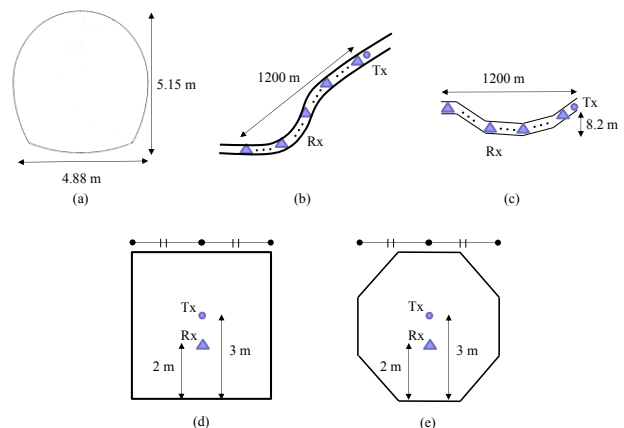 5.15 m
4.88 m
(a)
1200 m
Tx
Rx
(b)
1200 m
Tx
8.2 m
Rx
(c)
Tx
Rx
2 m
3 m
(d)
Tx
Rx
2 m
3 m
(e)